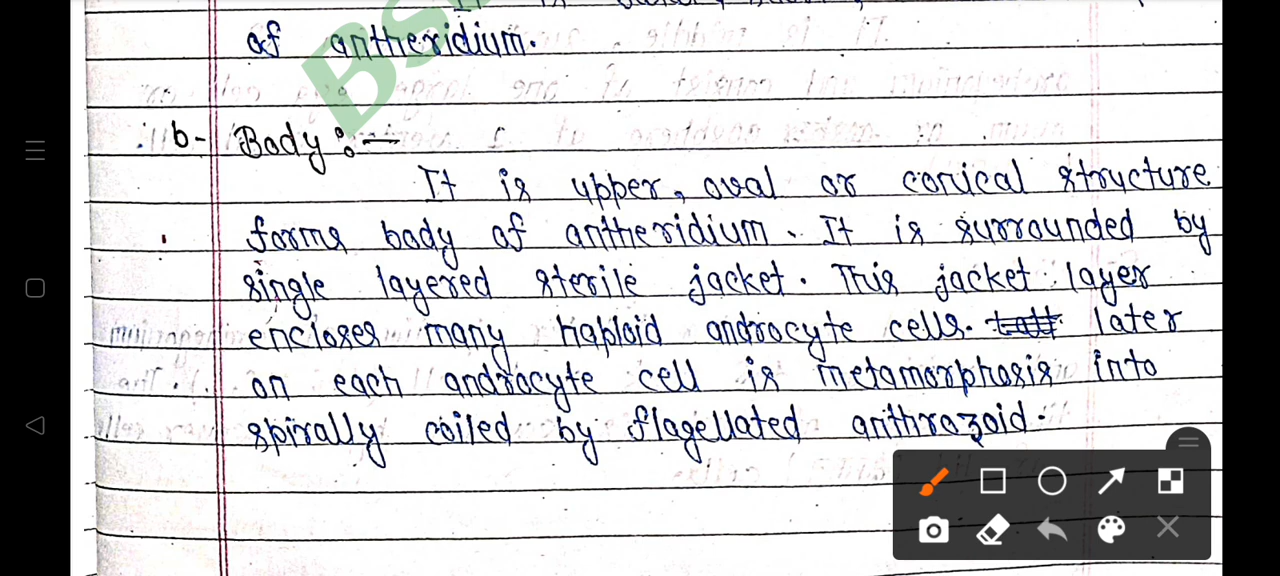 of antheridium.
BS
b- Body :-
It is upper, oval or conical structure
forms body of antheridium. It is surrounded by
single layered sterile jacket. This jacket layer
encloses many haploid androcyte cells. later
on each androcyte cell is metamorphosis into
spirally coiled by flagellated anthrozoid.